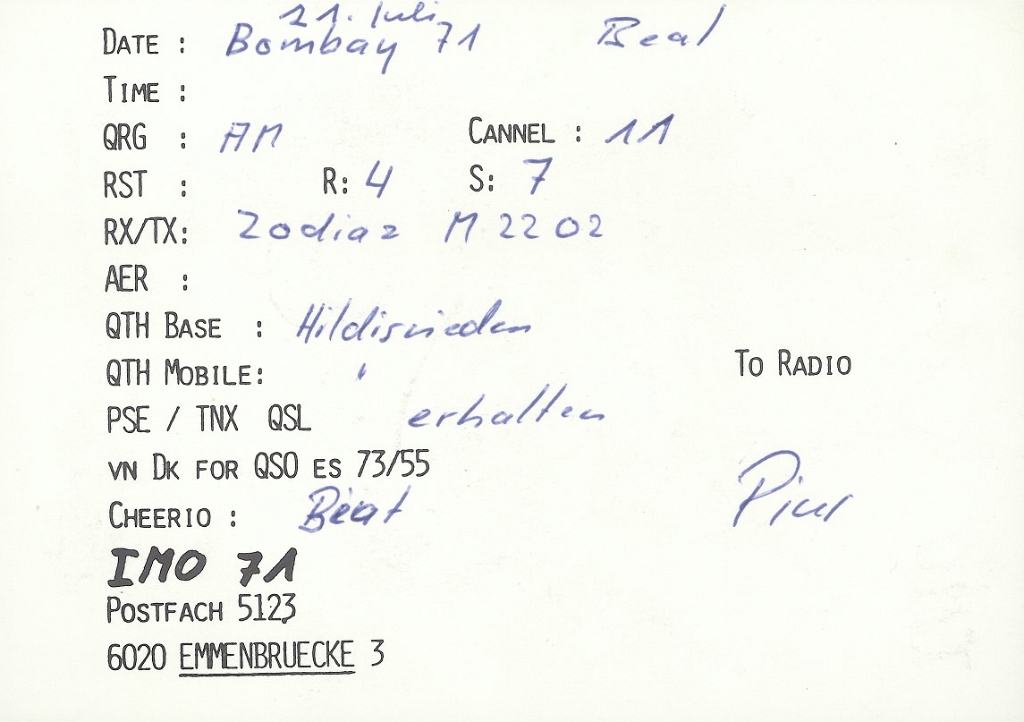 21. Juli
DATE : Bombay 71 Beat
TIME :
QRG : AM CANNEL : 11
RST : R: 4 S: 7
RX/TX: Zodiaz M 2202
AER :
QTH BASE : Hildisrieden
QTH MOBILE: "
PSE / TNX QSL erhalten
VN DK FOR QSO ES 73/55
CHEERIO : Beat
TO RADIO
Pius
IMO 71
POSTFACH 5123
6020 EMMENBRUECKE 3